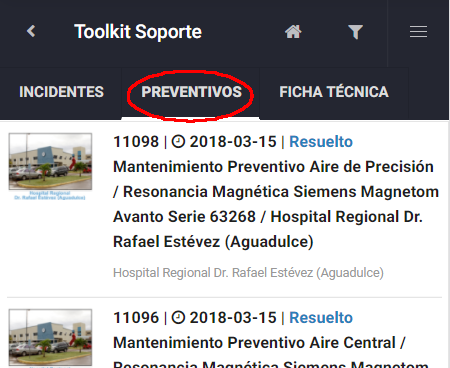 Toolkit Soporte
INCIDENTES PREVENTIVOS FICHA TÉCNICA
11098 | 2018-03-15 | Resuelto
Mantenimiento Preventivo Aire de Precisión
/ Resonancia Magnética Siemens Magnetom
Avanto Serie 63268 / Hospital Regional Dr.
Rafael Estévez (Aguadulce)
Hospital Regional
Dr. Rafael Estévez (Aguadulce)
Hospital Regional Dr. Rafael Estévez (Aguadulce)
11096 | 2018-03-15 | Resuelto
Mantenimiento Preventivo Aire Central /
Resonancia Magnética Siemens Magnetom